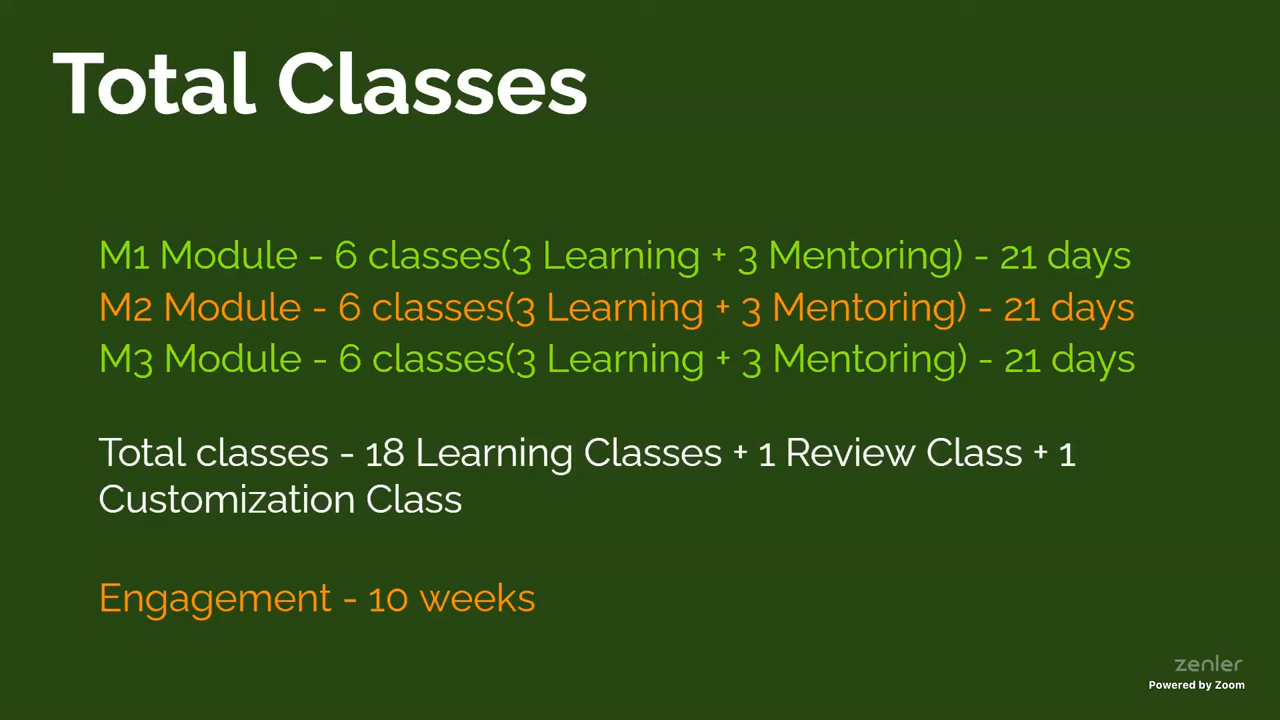 Total Classes
M1 Module - 6 classes(3 Learning + 3 Mentoring) - 21 days
M2 Module - 6 classes(3 Learning + 3 Mentoring) - 21 days
M3 Module - 6 classes(3 Learning + 3 Mentoring) - 21 days
Total classes - 18 Learning Classes + 1 Review Class + 1
Customization Class
Engagement - 10 weeks
zenler
Powered by Zoom